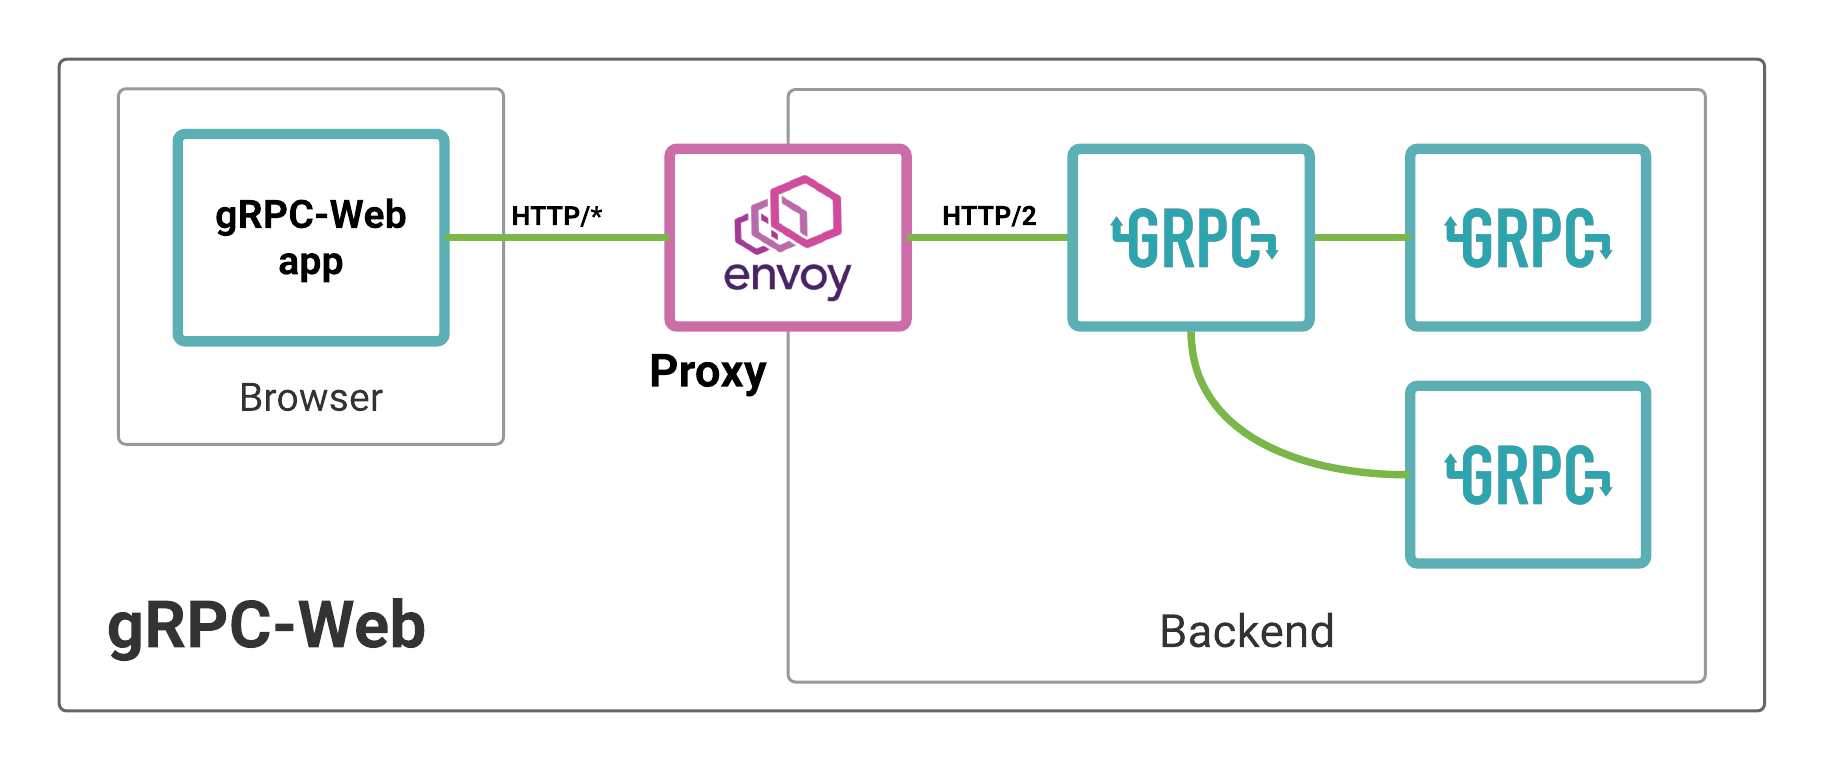 gRPC-Web
app
Browser
HTTP/*
envoy
Proxy
HTTP/2
GRPC
GRPC
GRPC
Backend
gRPC-Web